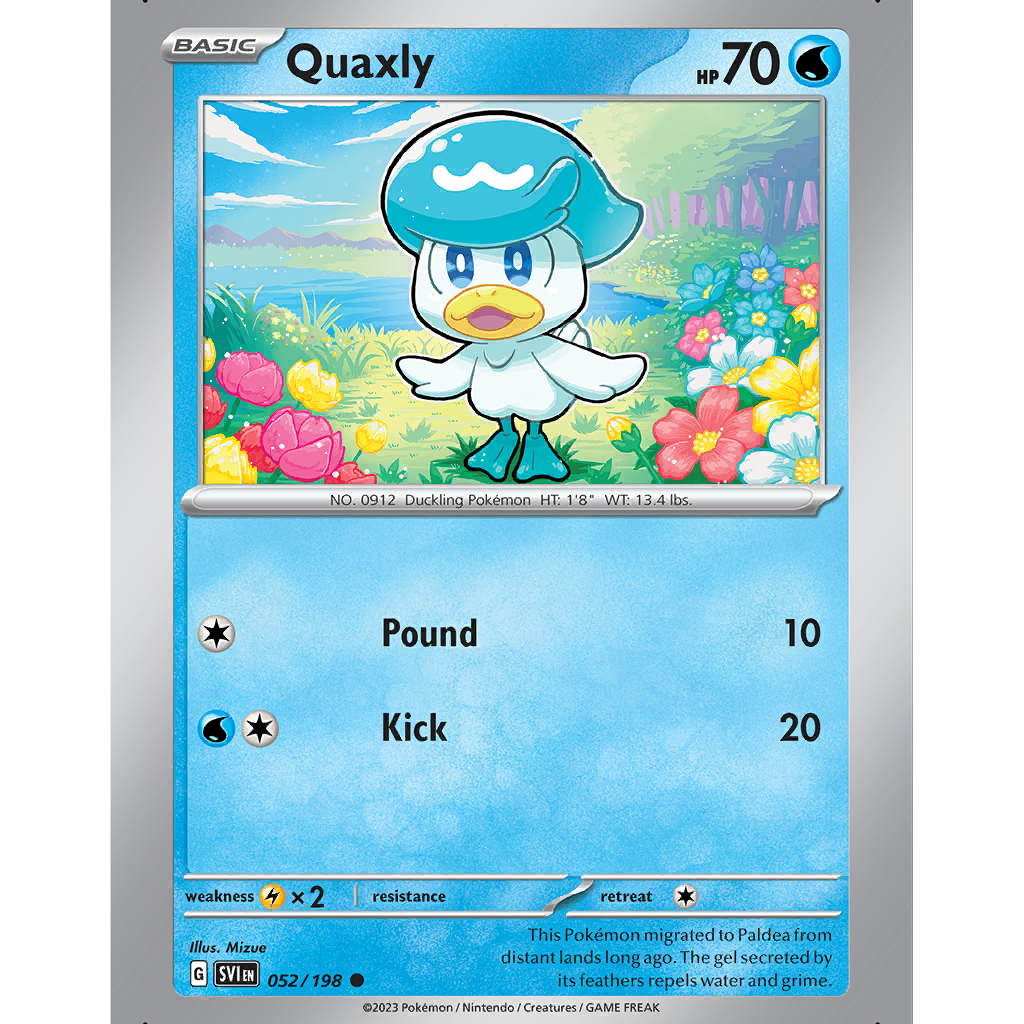 BASIC Quaxly HP 70
NO. 0912 Duckling Pokémon HT: 1'8" WT: 13.4 lbs.
Pound 10
Kick 20
weakness ×2 resistance retreat
Illus. Mizue
G SVI EN 052/198
This Pokémon migrated to Paldea from
distant lands long ago. The gel secreted by
its feathers repels water and grime.
©2023 Pokémon / Nintendo / Creatures / GAME FREAK